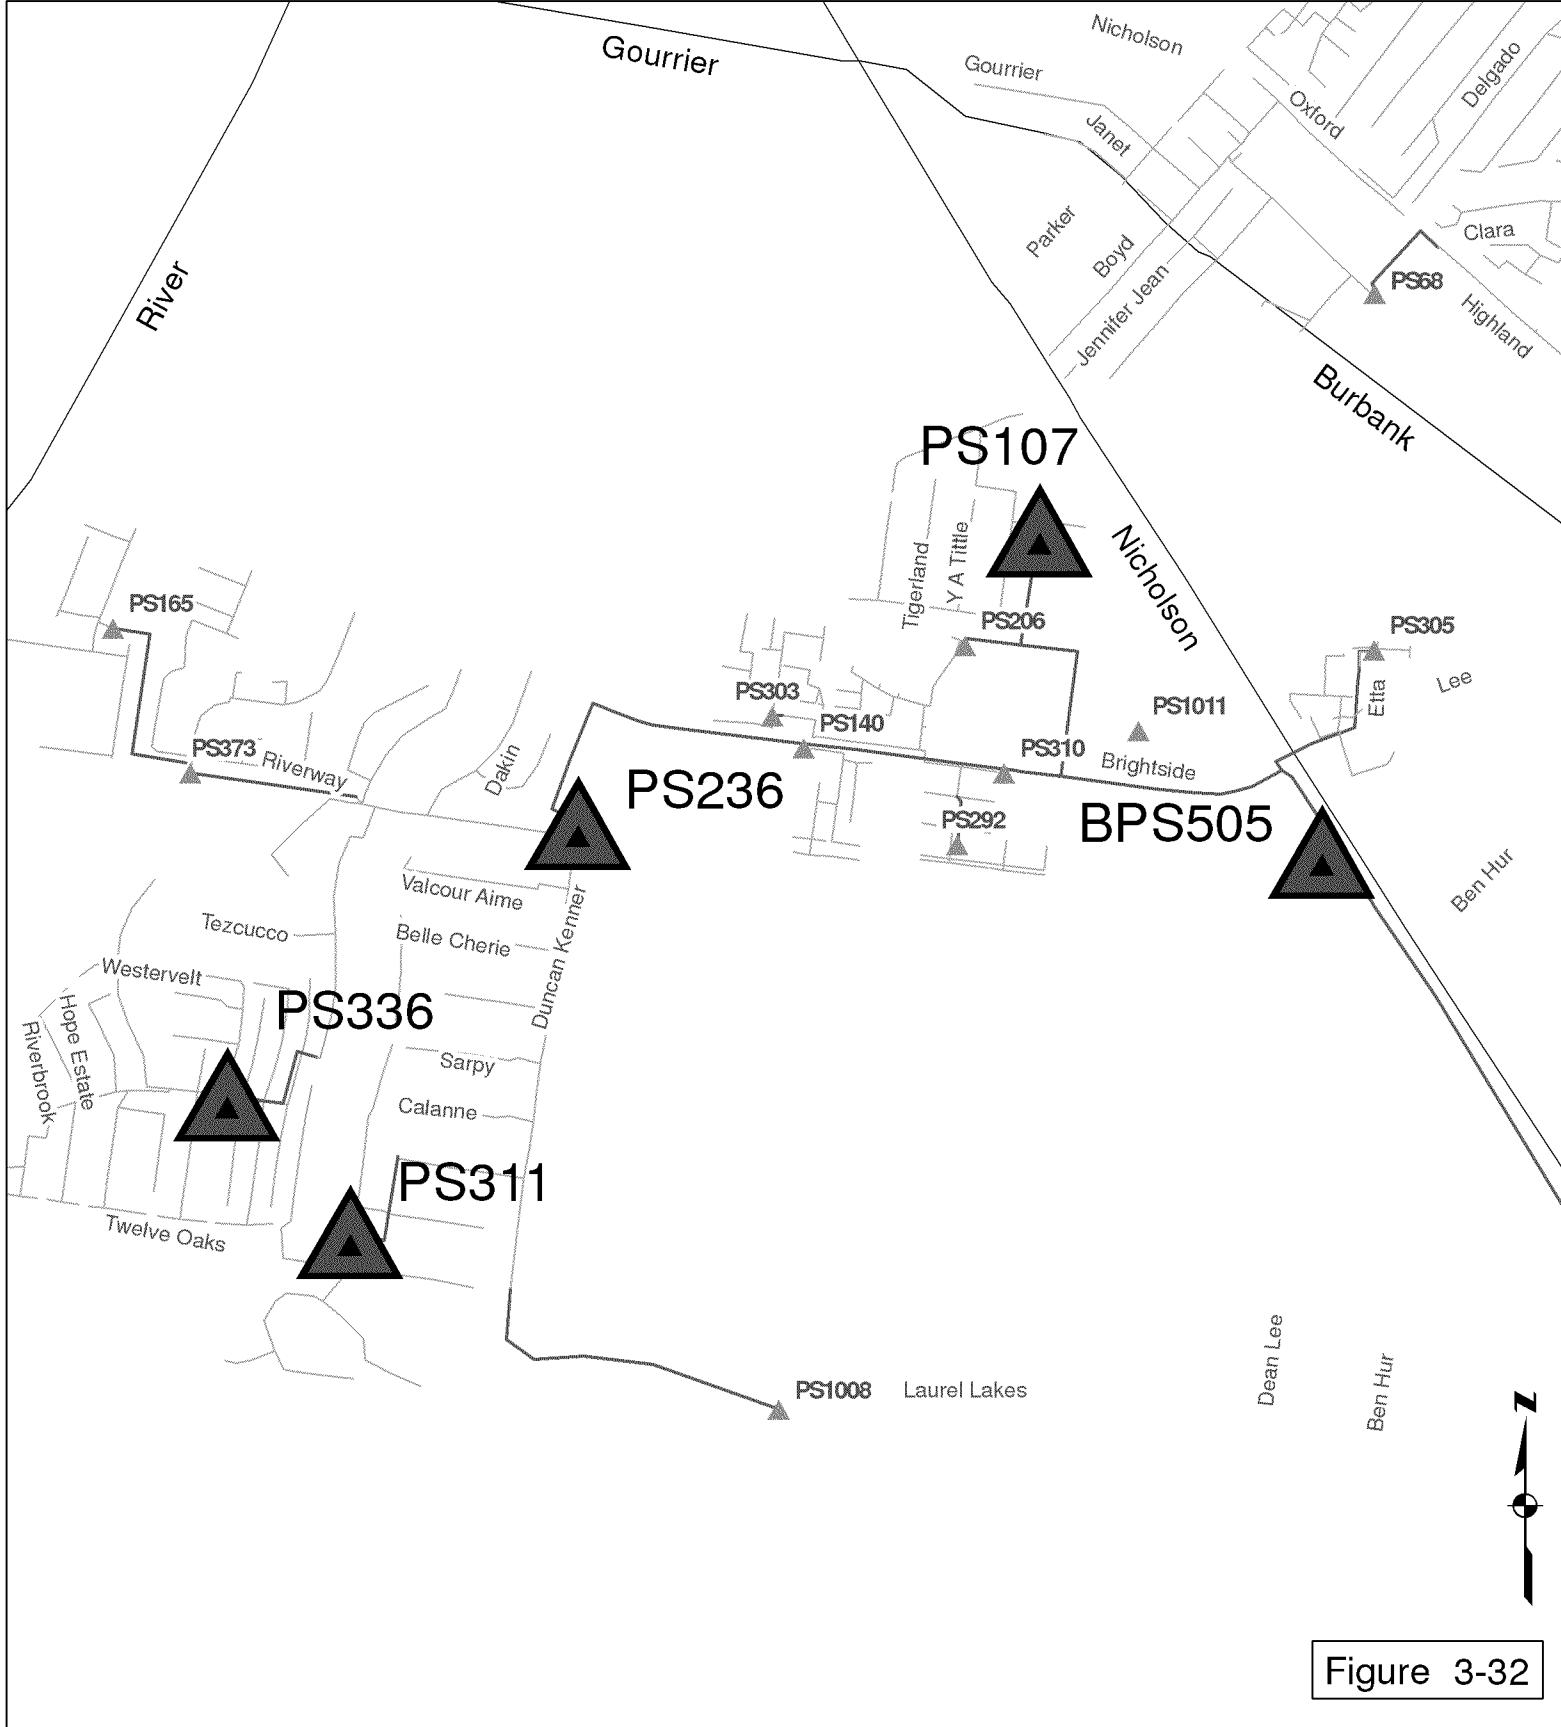 Nicholson
Gourrier
Gourrier
Delgado
Oxford
Janet
Parker
Boyd
Clara
Jennifer Jean
PS68
River
Highland
Burbank
PS107
Nicholson
Tigerland
Y A Tittle
PS165
PS206
PS305
Etta
Lee
PS303
PS140
PS1011
PS373
Riverway
Dakin
PS310
Brightside
PS236
PS292
BPS505
Valcour Aime
Ben Hur
Tezcucco
Belle Cherie
Duncan Kenner
Westervelt
Hope Estate
Riverbrook
PS336
Sarpy
Calanne
PS311
Twelve Oaks
PS1008
Laurel Lakes
Dean Lee
Ben Hur
N
Figure 3-32